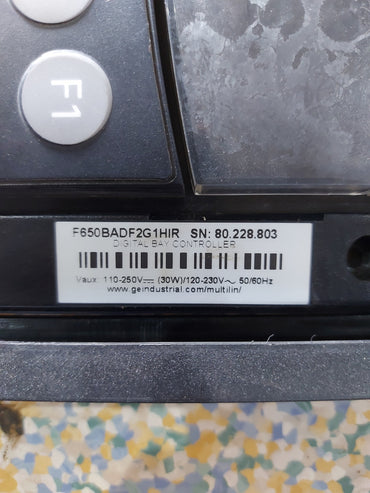 F1
F650BADF2G1HIR SN: 80.228.803
DIGITAL BAY CONTROLLER
Vaux: 110-250V⎓ (30W)/120-230V～ 50/60Hz
www.geindustrial.com/multilin/